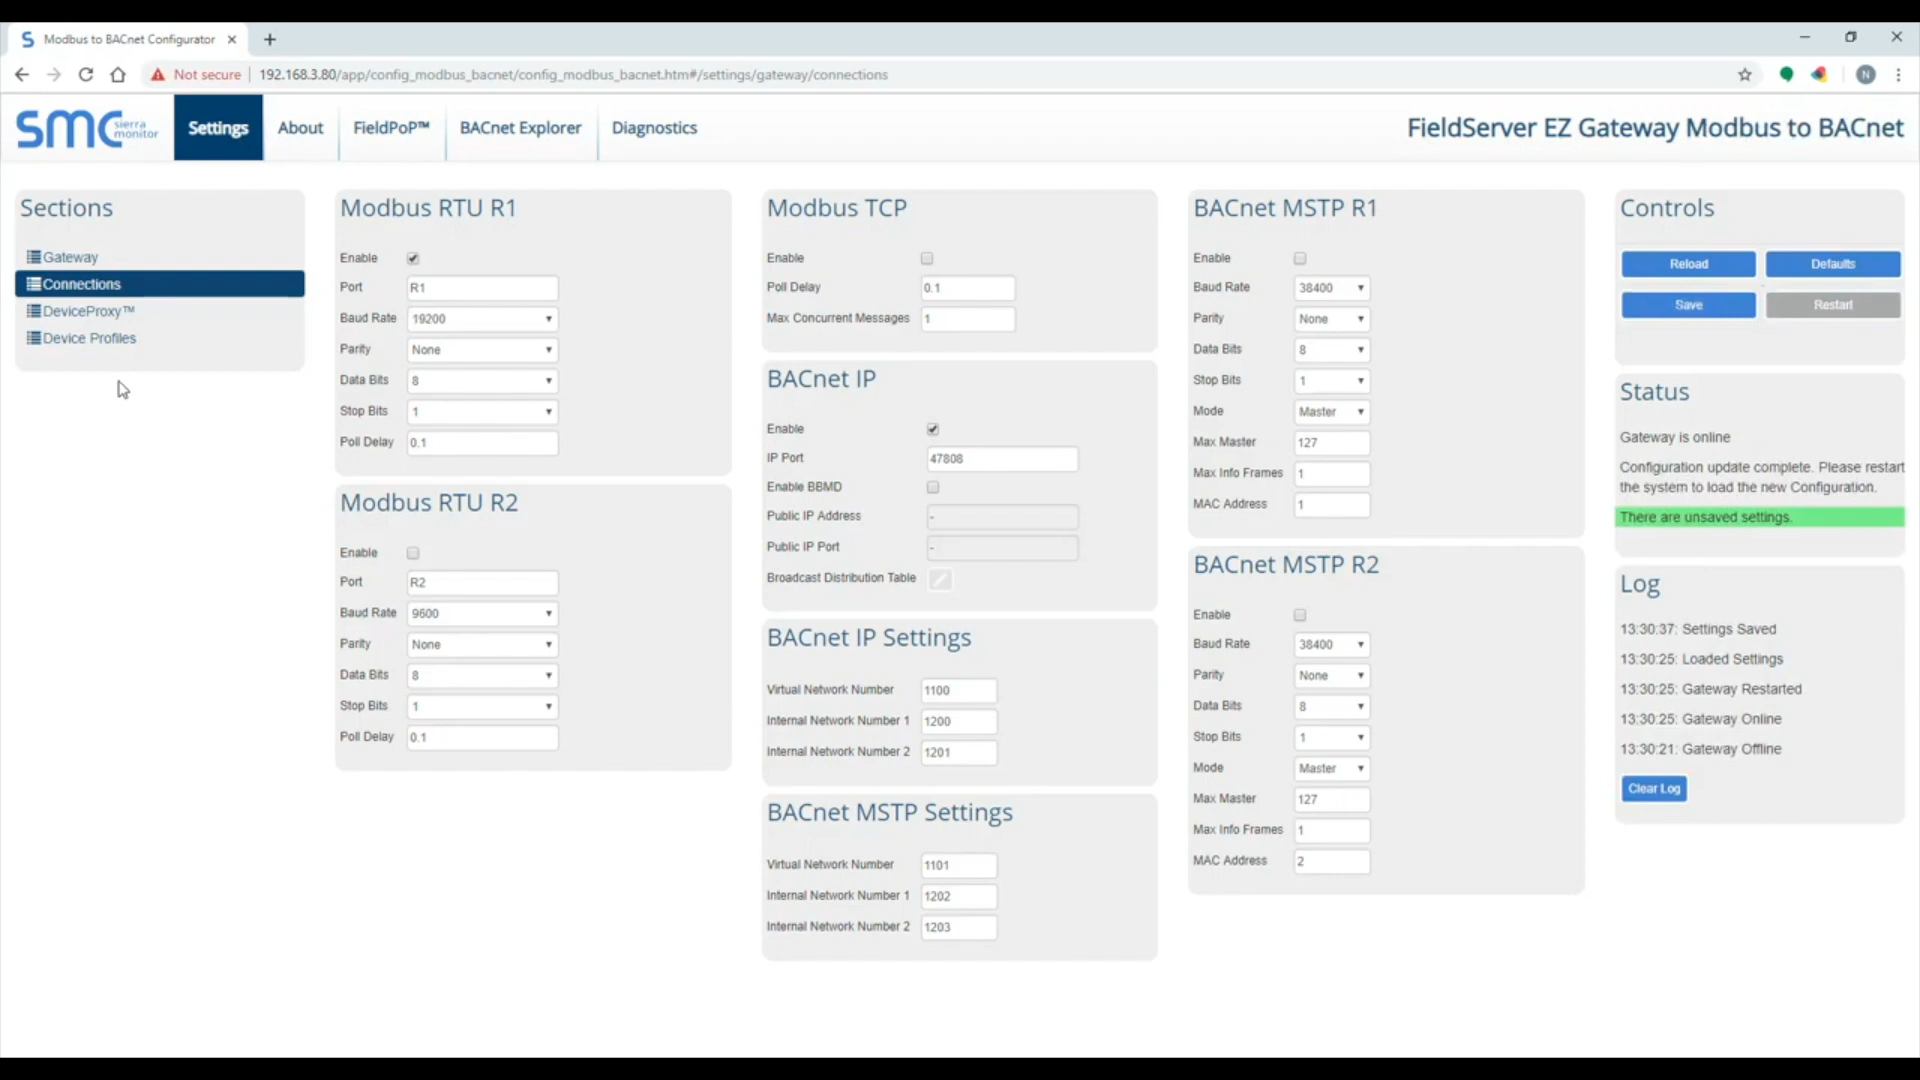 Modbus to BACnet Configurator
Not secure
192.168.3.80/app/config_modbus_bacnet/config_modbus_bacnet.htm#/settings/gateway/connections
N
SMC sierra monitor
Settings
About
FieldPoP™
BACnet Explorer
Diagnostics
FieldServer EZ Gateway Modbus to BACnet
Sections
Gateway
Connections
DeviceProxy™
Device Profiles
Modbus RTU R1
Enable
Port R1
Baud Rate 19200
Parity None
Data Bits 8
Stop Bits 1
Poll Delay 0.1
Modbus RTU R2
Enable
Port R2
Baud Rate 9600
Parity None
Data Bits 8
Stop Bits 1
Poll Delay 0.1
Modbus TCP
Enable
Poll Delay 0.1
Max Concurrent Messages 1
BACnet IP
Enable
IP Port 47808
Enable BBMD
Public IP Address -
Public IP Port -
Broadcast Distribution Table
BACnet IP Settings
Virtual Network Number 1100
Internal Network Number 1 1200
Internal Network Number 2 1201
BACnet MSTP Settings
Virtual Network Number 1101
Internal Network Number 1 1202
Internal Network Number 2 1203
BACnet MSTP R1
Enable
Baud Rate 38400
Parity None
Data Bits 8
Stop Bits 1
Mode Master
Max Master 127
Max Info Frames 1
MAC Address 1
BACnet MSTP R2
Enable
Baud Rate 38400
Parity None
Data Bits 8
Stop Bits 1
Mode Master
Max Master 127
Max Info Frames 1
MAC Address 2
Controls
Reload
Defaults
Save
Restart
Status
Gateway is online
Configuration update complete. Please restart
the system to load the new Configuration.
There are unsaved settings.
Log
13:30:37: Settings Saved
13:30:25: Loaded Settings
13:30:25: Gateway Restarted
13:30:25: Gateway Online
13:30:21: Gateway Offline
Clear Log